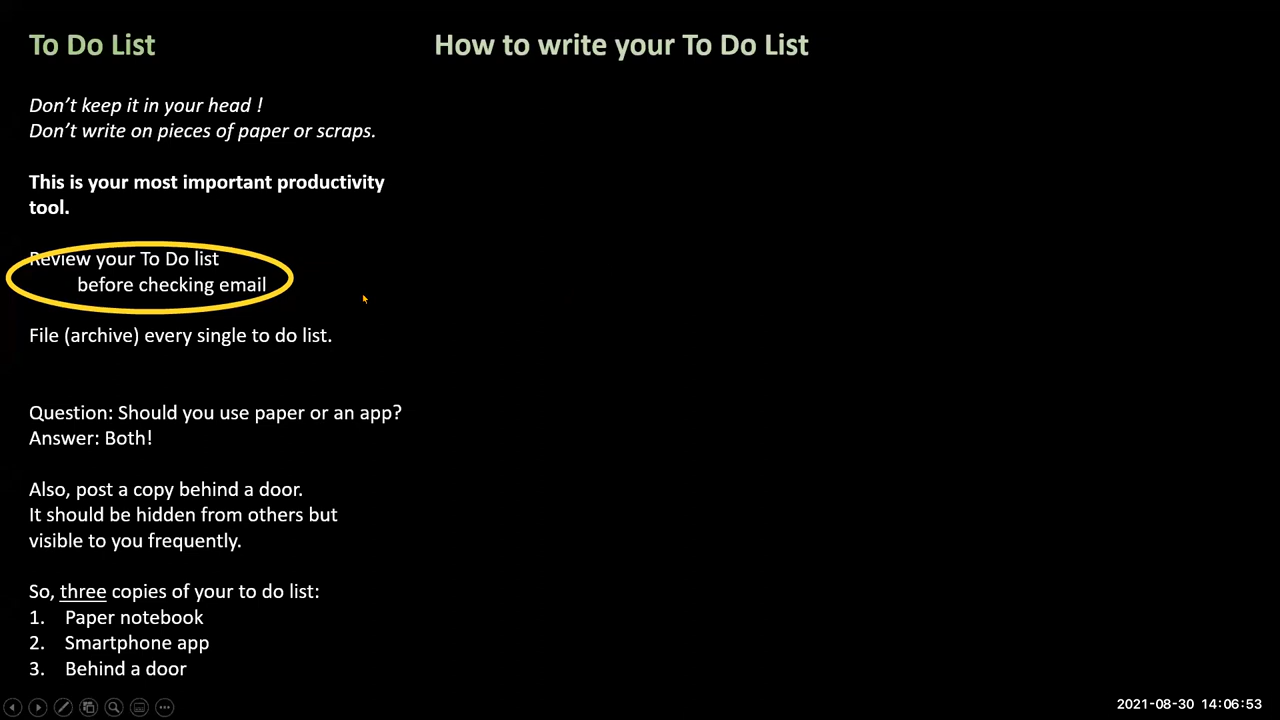 To Do List
How to write your To Do List
Don't keep it in your head !
Don't write on pieces of paper or scraps.
This is your most important productivity
tool.
Review your To Do list
before checking email
File (archive) every single to do list.
Question: Should you use paper or an app?
Answer: Both!
Also, post a copy behind a door.
It should be hidden from others but
visible to you frequently.
So, three copies of your to do list:
1. Paper notebook
2. Smartphone app
3. Behind a door
2021-08-30 14:06:53